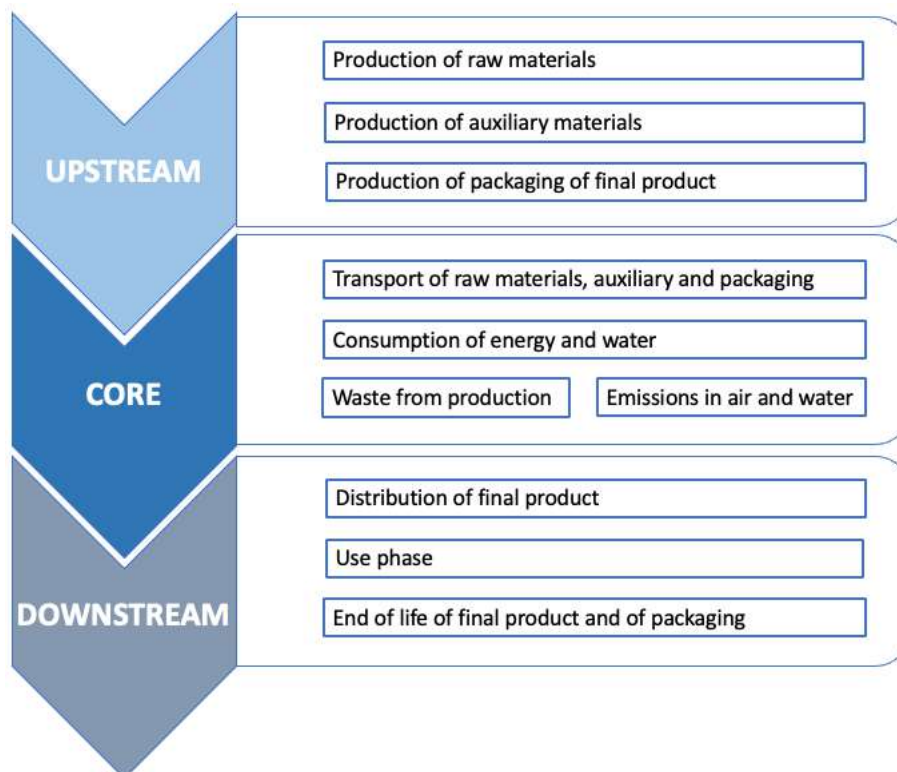 UPSTREAM
Production of raw materials
Production of auxiliary materials
Production of packaging of final product
CORE
Transport of raw materials, auxiliary and packaging
Consumption of energy and water
Waste from production
Emissions in air and water
DOWNSTREAM
Distribution of final product
Use phase
End of life of final product and of packaging